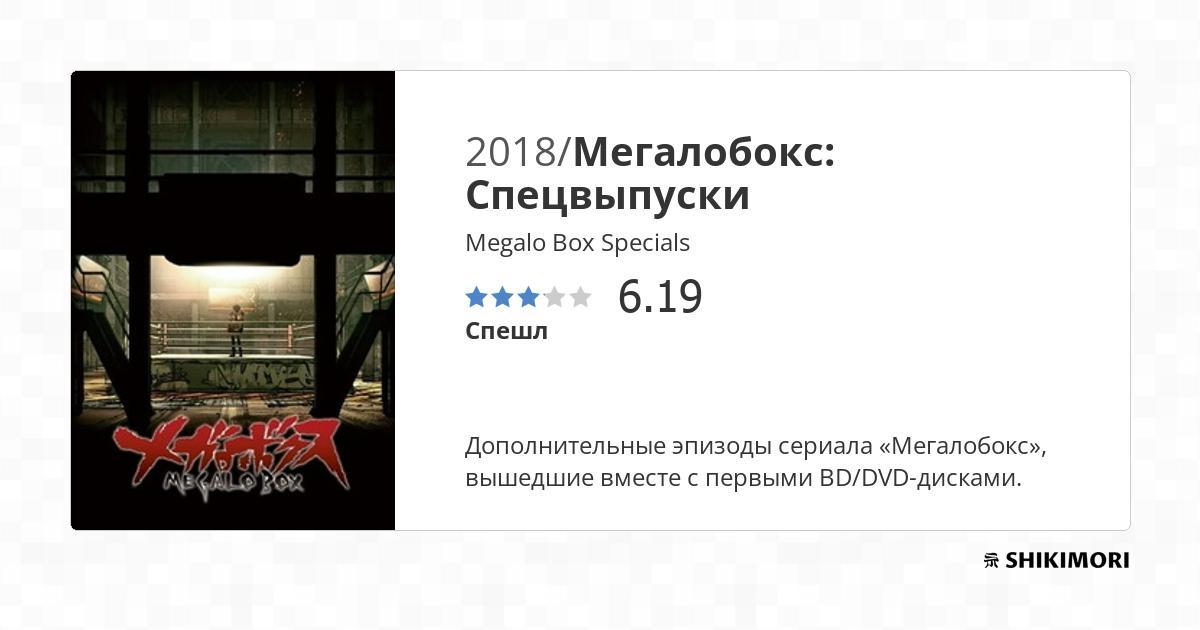 2018/Мегалобокс:
Спецвыпуски
Megalo Box Specials
6.19
Спешл
Дополнительные эпизоды сериала «Мегалобокс»,
вышедшие вместе с первыми BD/DVD-дисками.
メガロボクス
MEGALO BOX
SHIKIMORI